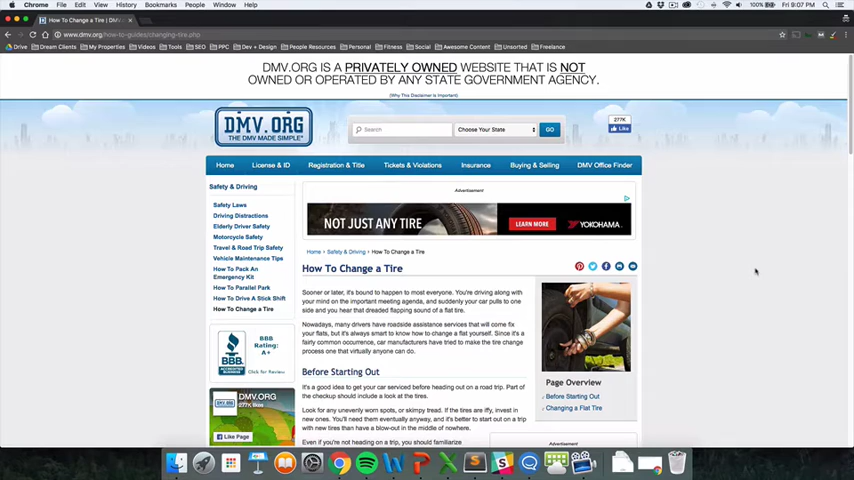 Chrome File Edit View History Bookmarks People Window Help
100% Fri 9:07 PM
How To Change a Tire | DMV
www.dmv.org/how-to-guides/changing-tire.php
Drive Dream Clients My Properties Videos Tools SEO PPC Dev + Design People Resources Personal Fitness Social Awesome Content Unsorted Freelance
DMV.ORG IS A PRIVATELY OWNED WEBSITE THAT IS NOT
OWNED OR OPERATED BY ANY STATE GOVERNMENT AGENCY.
(Why This Disclaimer Is Important)
DMV.ORG
THE DMV MADE SIMPLE
Search
Choose Your State
GO
277K
Like
Home License & ID Registration & Title Tickets & Violations Insurance Buying & Selling DMV Office Finder
Safety & Driving
Safety Laws
Driving Distractions
Elderly Driver Safety
Motorcycle Safety
Travel & Road Trip Safety
Vehicle Maintenance Tips
How To Pack An
Emergency Kit
How To Parallel Park
How To Drive A Stick Shift
How To Change a Tire
BBB
Rating:
A+
BBB
ACCREDITED
BUSINESS
Click for Review
DMV.ORG
DMV.ORG
277K likes
Like Page
Advertisement
NOT JUST ANY TIRE
LEARN MORE
YOKOHAMA
Home > Safety & Driving > How To Change a Tire
How To Change a Tire
Sooner or later, it's bound to happen to most everyone. You're driving along with
your mind on the important meeting agenda, and suddenly your car pulls to one
side and you hear that dreaded flapping sound of a flat tire.
Nowadays, many drivers have roadside assistance services that will come fix
your flats, but it's always smart to know how to change a flat yourself. Since it's a
fairly common occurrence, car manufacturers have tried to make the tire change
process one that virtually anyone can do.
Before Starting Out
It's a good idea to get your car serviced before heading out on a road trip. Part of
the checkup should include a look at the tires.
Look for any unevenly worn spots, or skimpy tread. If the tires are iffy, invest in
new ones. You'll need them eventually anyway, and it's better to start out on a trip
with new tires than have a blow-out in the middle of nowhere.
Even if you're not heading on a trip, you should familiarize
Page Overview
Before Starting Out
Changing a Flat Tire
Advertisement